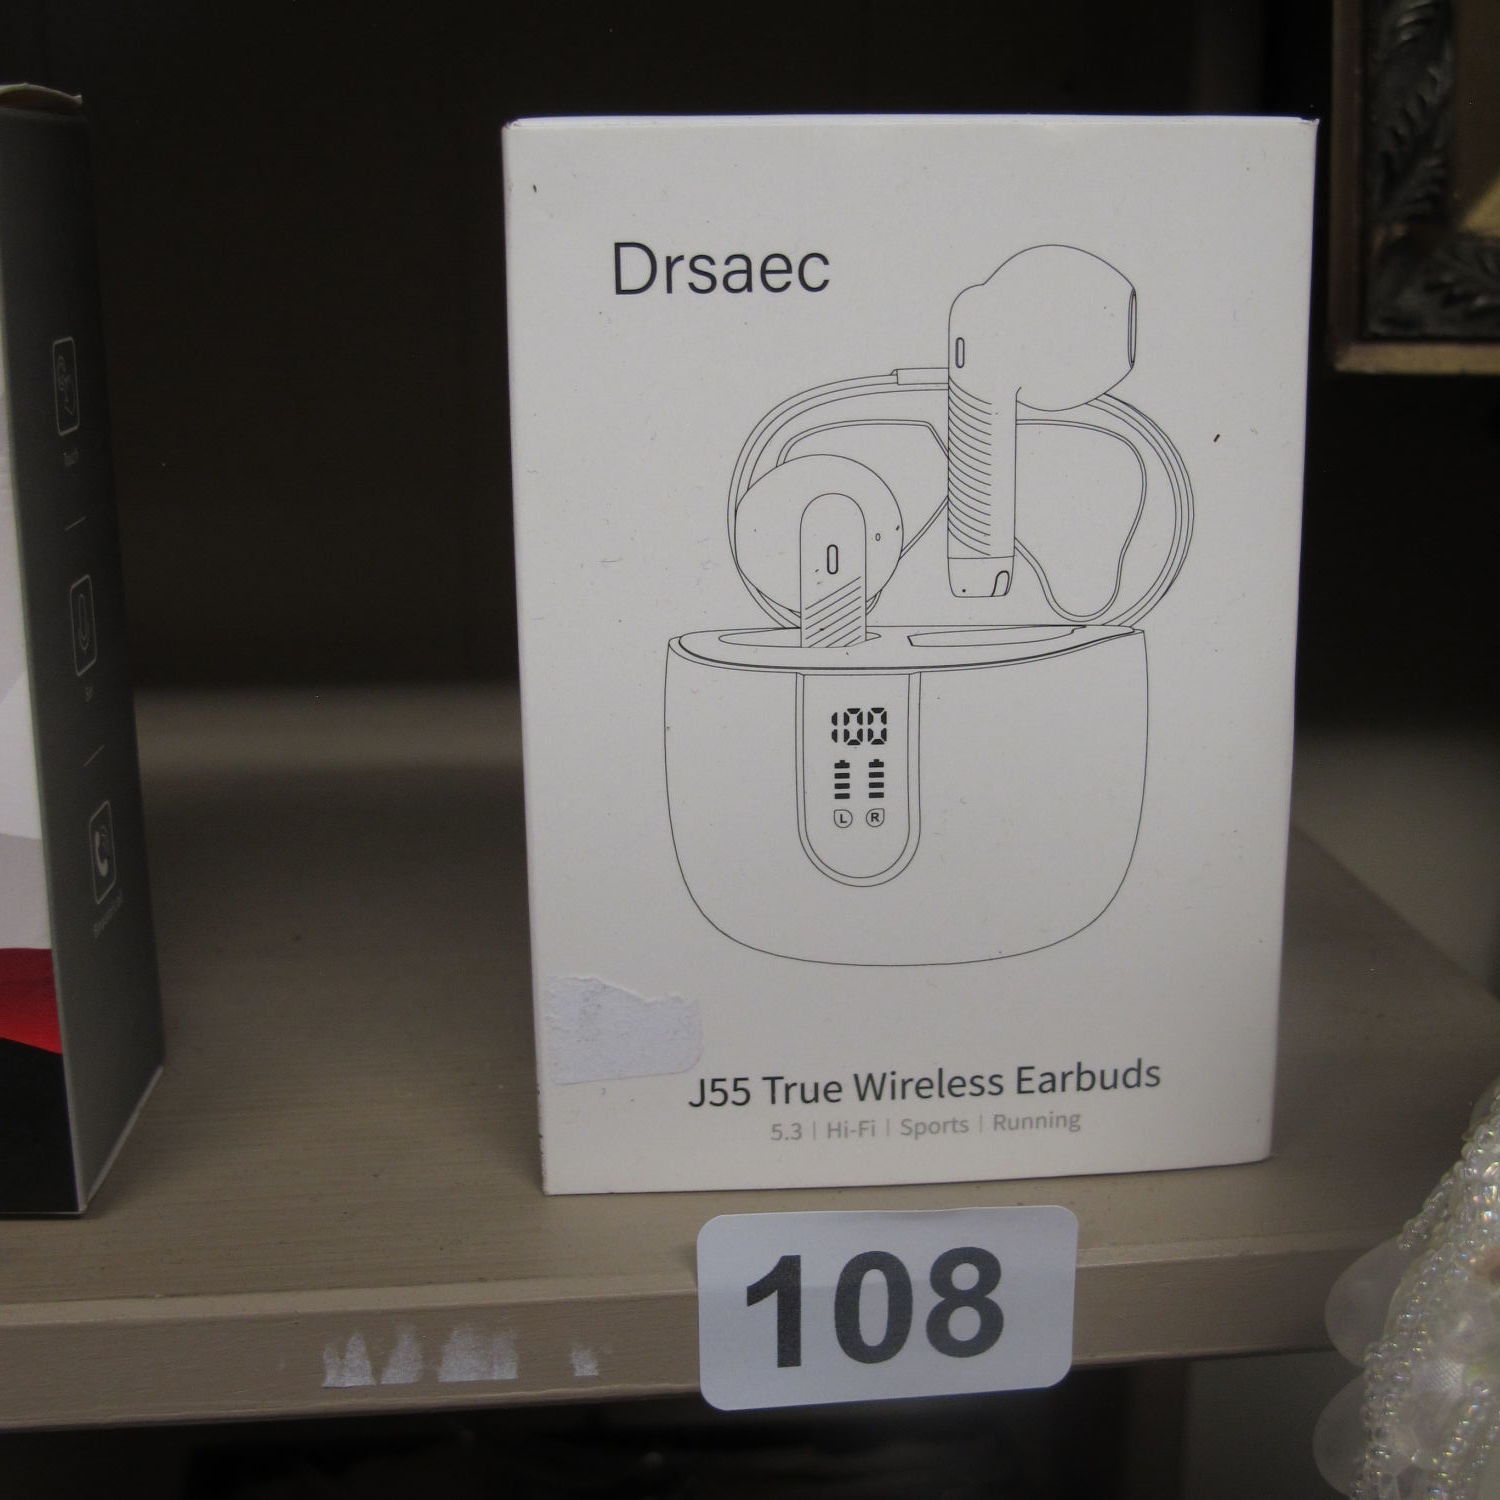 Drsaec
100
L R
J55 True Wireless Earbuds
5.3 | Hi-Fi | Sports | Running
108